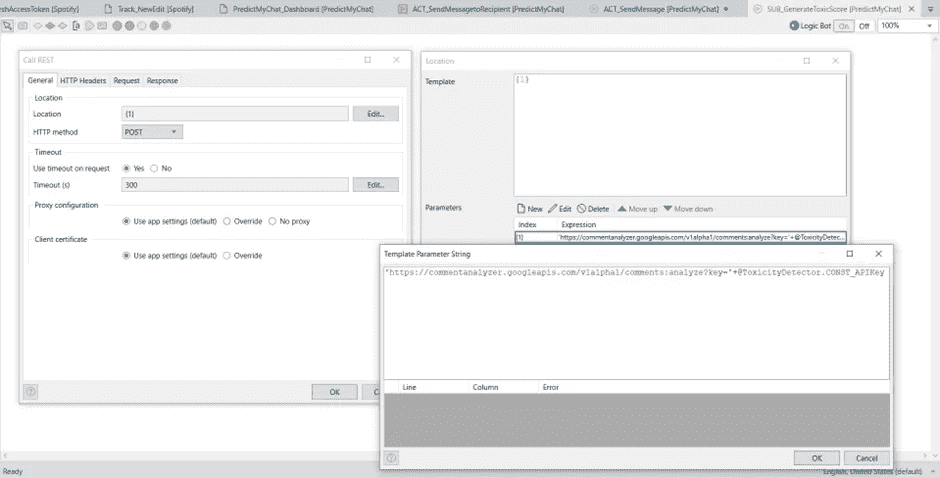 shAccessToken [Spotify] Track_NewEdit [Spotify] PredictMyChat_Dashboard [PredictMyChat] ACT_SendMessagetoRecipient [PredictMyChat] ACT_SendMessage [PredictMyChat] SUB_GenerateToxicScore [PredictMyChat]
Logic Bot On Off 100%
Call REST
General HTTP Headers Request Response
Location
Location {1} Edit...
HTTP method POST
Timeout
Use timeout on request Yes No
Timeout (s) 300 Edit...
Proxy configuration
Use app settings (default) Override No proxy
Client certificate
Use app settings (default) Override
OK C
Location
Template {1}
Parameters New Edit Delete Move up Move down
Index Expression
{1} 'https://commentanalyzer.googleapis.com/v1alpha1/comments:analyze?key='+@ToxicityDetec...
Template Parameter String
'https://commentanalyzer.googleapis.com/v1alpha1/comments:analyze?key='+@ToxicityDetector.CONST_APIKey
Line Column Error
OK Cancel
Ready English, United States (default)